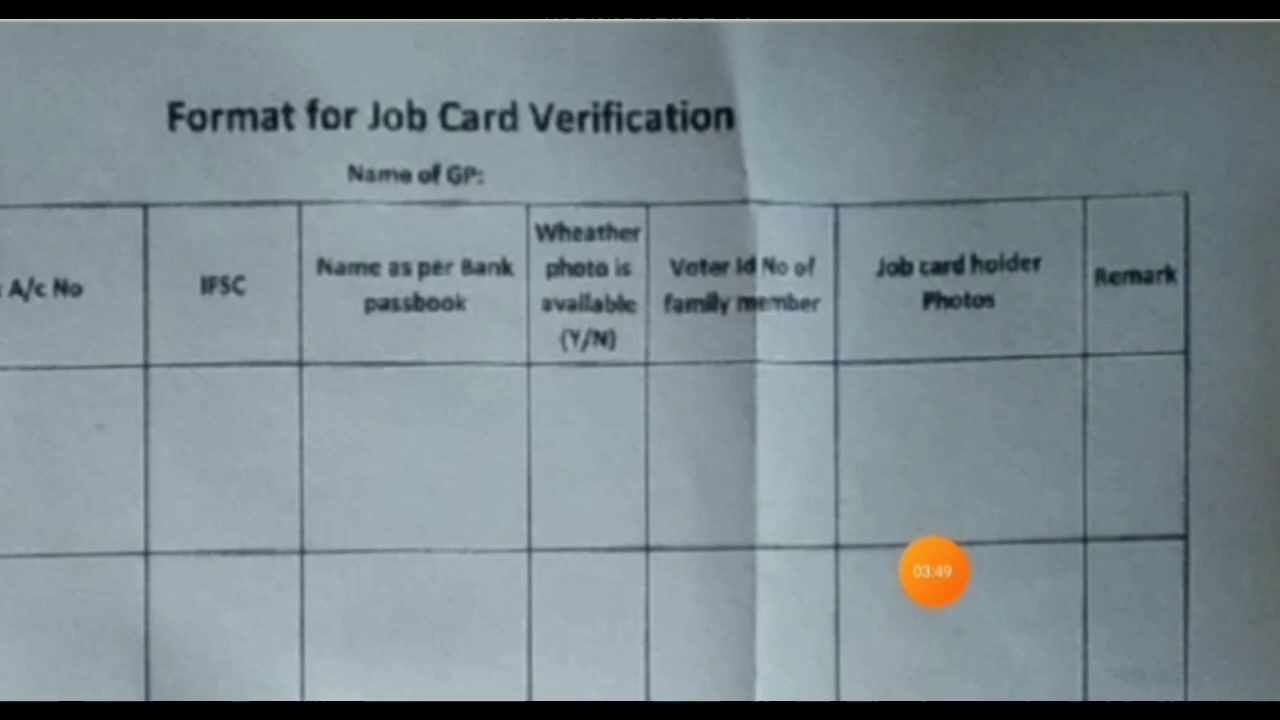 Format for Job Card Verification
Name of GP:
A/c No
IFSC
Name as per Bank
passbook
Wheather
photo is
available
(Y/N)
Voter Id No of
family member
Job card holder
Photos
Remark
03:49